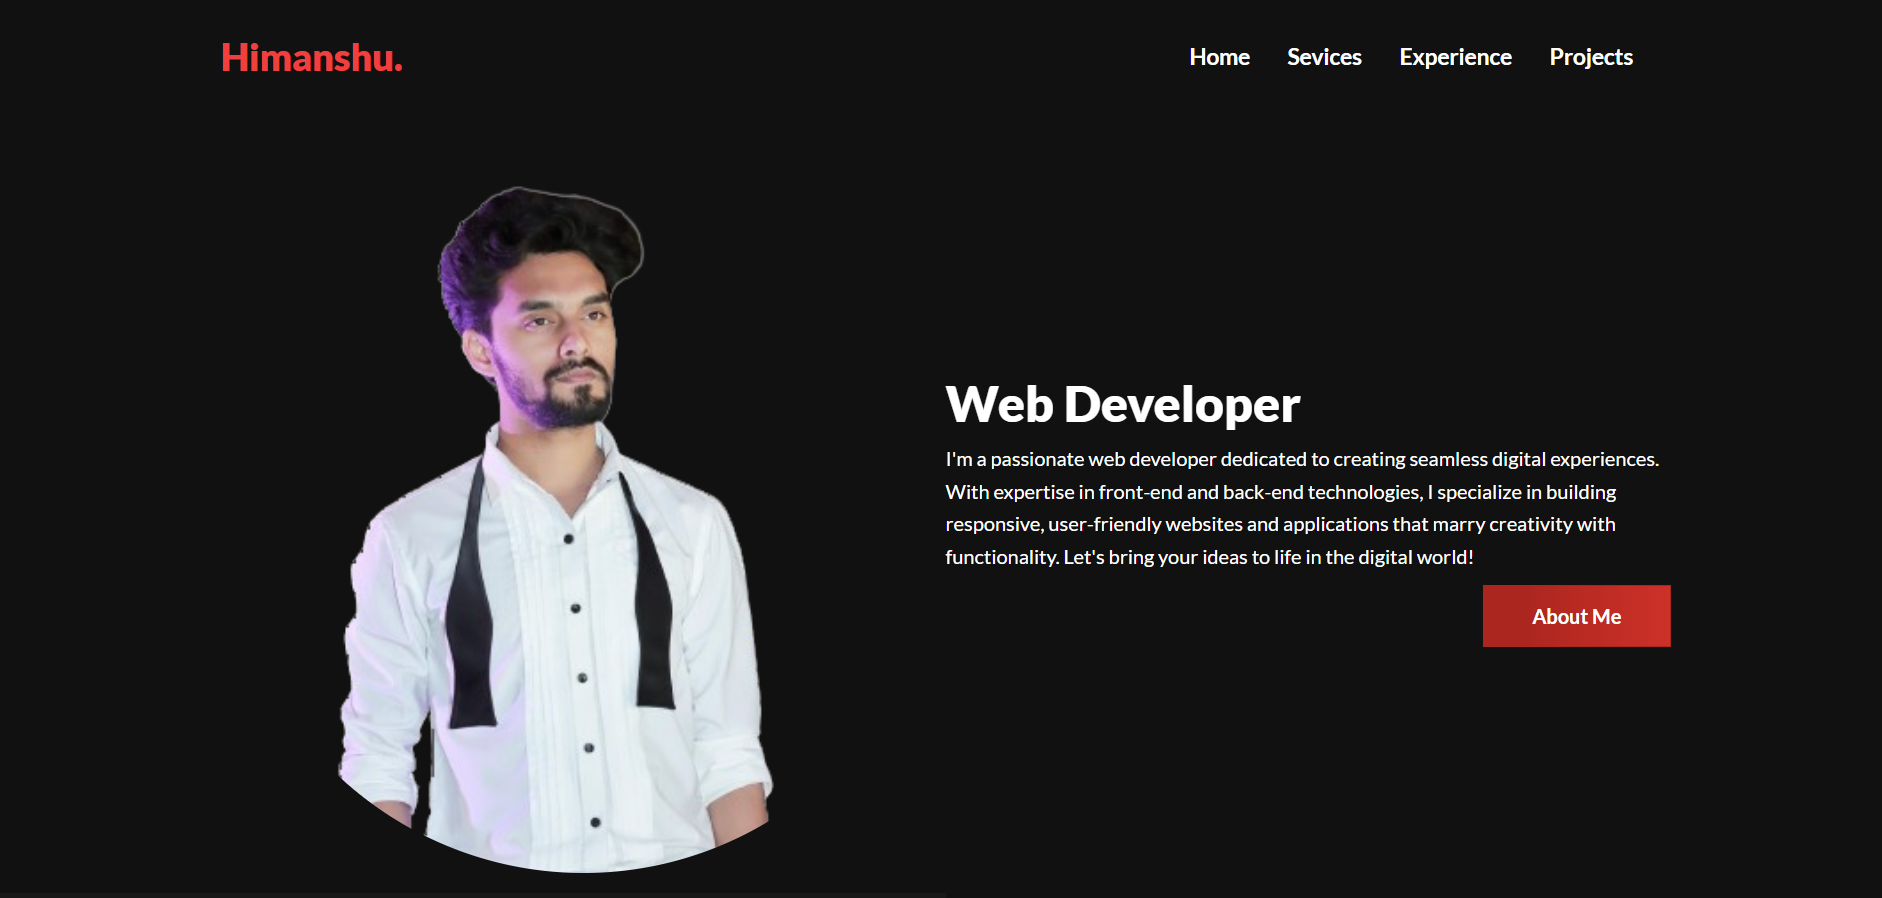 Himanshu.
Home Sevices Experience Projects
Web Developer
I'm a passionate web developer dedicated to creating seamless digital experiences.
With expertise in front-end and back-end technologies, I specialize in building
responsive, user-friendly websites and applications that marry creativity with
functionality. Let's bring your ideas to life in the digital world!
About Me